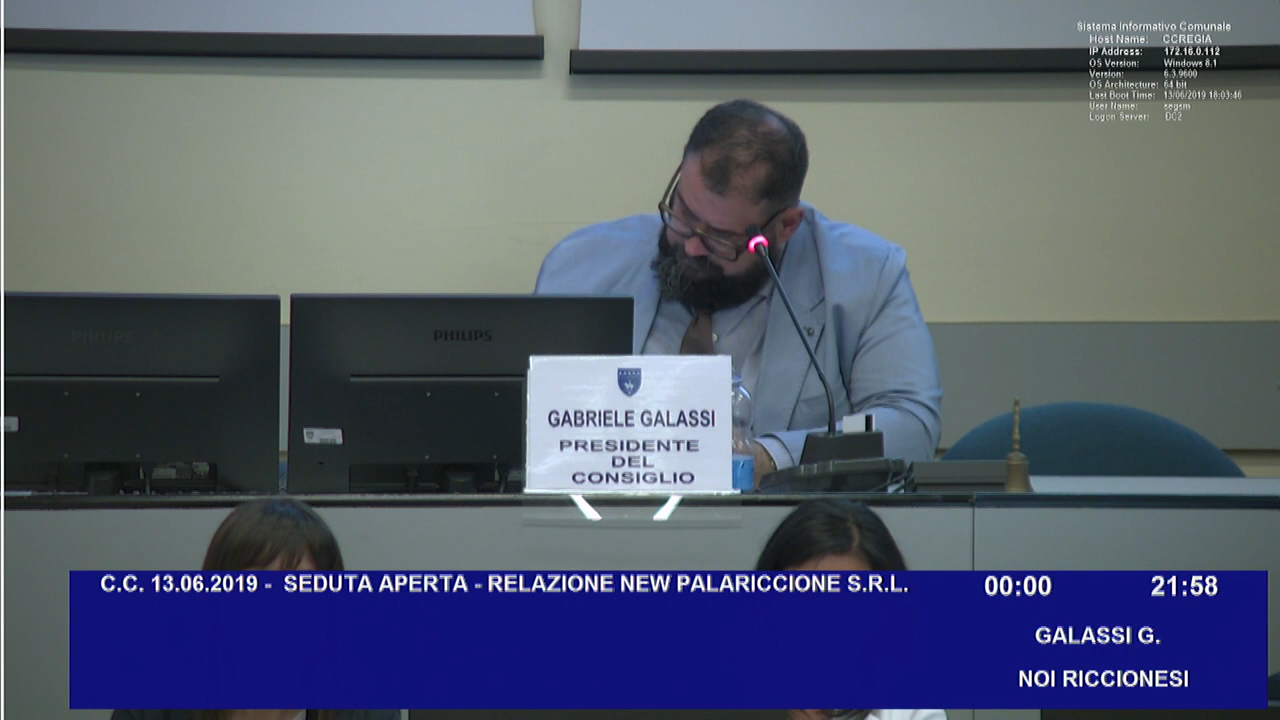 Sistema Informativo Comunale
Host Name: CCREGIA
IP Address: 172.16.0.112
OS Version: Windows 8.1
Version: 6.3.9600
OS Architecture: 64 bit
Last Boot Time: 13/06/2019 18:03:46
User Name: segsm
Logon Server: DC2
PHILIPS
PHILIPS
GABRIELE GALASSI
PRESIDENTE
DEL
CONSIGLIO
C.C. 13.06.2019 - SEDUTA APERTA - RELAZIONE NEW PALARICCIONE S.R.L. 00:00 21:58
GALASSI G.
NOI RICCIONESI